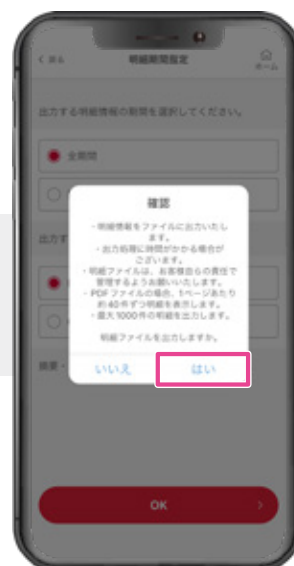 戻る 明細期間指定 ホーム
出力する明細情報の期間を選択してください。
全期間
確認
・明細情報をファイルに出力いたし
ます。
・出力処理に時間がかかる場合が
ございます。
・明細ファイルは、お客様自らの責任で
管理するようお願いいたします。
・PDFファイルの場合、1ページあたり
約40件ずつ明細を表示します。
・最大1000件の明細を出力します。
明細ファイルを出力しますか。
出力す
摘要・
いいえ はい
OK